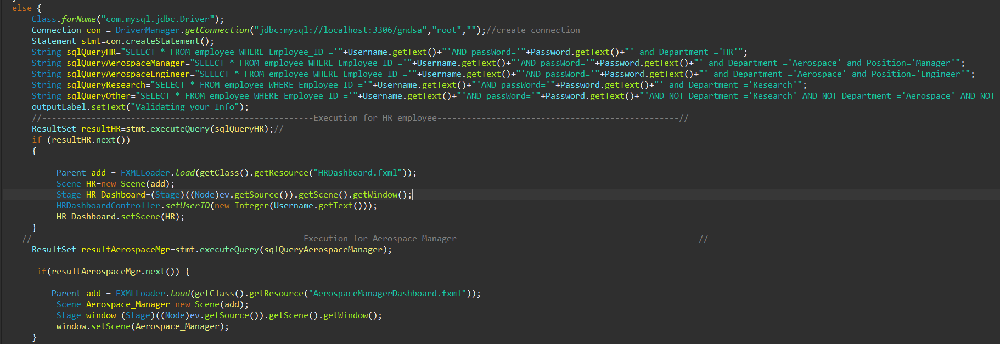 else {
Class.forName("com.mysql.jdbc.Driver");
Connection con = DriverManager.getConnection("jdbc:mysql://localhost:3306/gndsa","root","");//create connection
Statement stmt=con.createStatement();
String sqlQueryHR="SELECT * FROM employee WHERE Employee_ID ='"+Username.getText()+"'AND passWord='"+Password.getText()+"' and Department ='HR'";
String sqlQueryAerospaceManager="SELECT * FROM employee WHERE Employee_ID ='"+Username.getText()+"'AND passWord='"+Password.getText()+"' and Department ='Aerospace' and Position='Manager'";
String sqlQueryAerospaceEngineer="SELECT * FROM employee WHERE Employee_ID ='"+Username.getText()+"'AND passWord='"+Password.getText()+"' and Department ='Aerospace' and Position='Engineer'";
String sqlQueryResearch="SELECT * FROM employee WHERE Employee_ID ='"+Username.getText()+"'AND passWord='"+Password.getText()+"' and Department ='Research'";
String sqlQueryOther="SELECT * FROM employee WHERE Employee_ID ='"+Username.getText()+"'AND passWord='"+Password.getText()+"'AND NOT Department ='Research' AND NOT Department ='Aerospace' AND NOT
outputLabel.setText("Validating your Info");
//-------------------------------------------------------Execution for HR employee-------------------------------------------------//
ResultSet resultHR=stmt.executeQuery(sqlQueryHR);//
if (resultHR.next())
{
Parent add = FXMLLoader.load(getClass().getResource("HRDashboard.fxml"));
Scene HR=new Scene(add);
Stage HR_Dashboard=(Stage)((Node)ev.getSource()).getScene().getWindow();
HRDashboardController.setUserID(new Integer(Username.getText()));
HR_Dashboard.setScene(HR);
}
//-------------------------------------------------------Execution for Aerospace Manager-------------------------------------------------//
ResultSet resultAerospaceMgr=stmt.executeQuery(sqlQueryAerospaceManager);
if(resultAerospaceMgr.next()) {
Parent add = FXMLLoader.load(getClass().getResource("AerospaceManagerDashboard.fxml"));
Scene Aerospace_Manager=new Scene(add);
Stage window=(Stage)((Node)ev.getSource()).getScene().getWindow();
window.setScene(Aerospace_Manager);
}